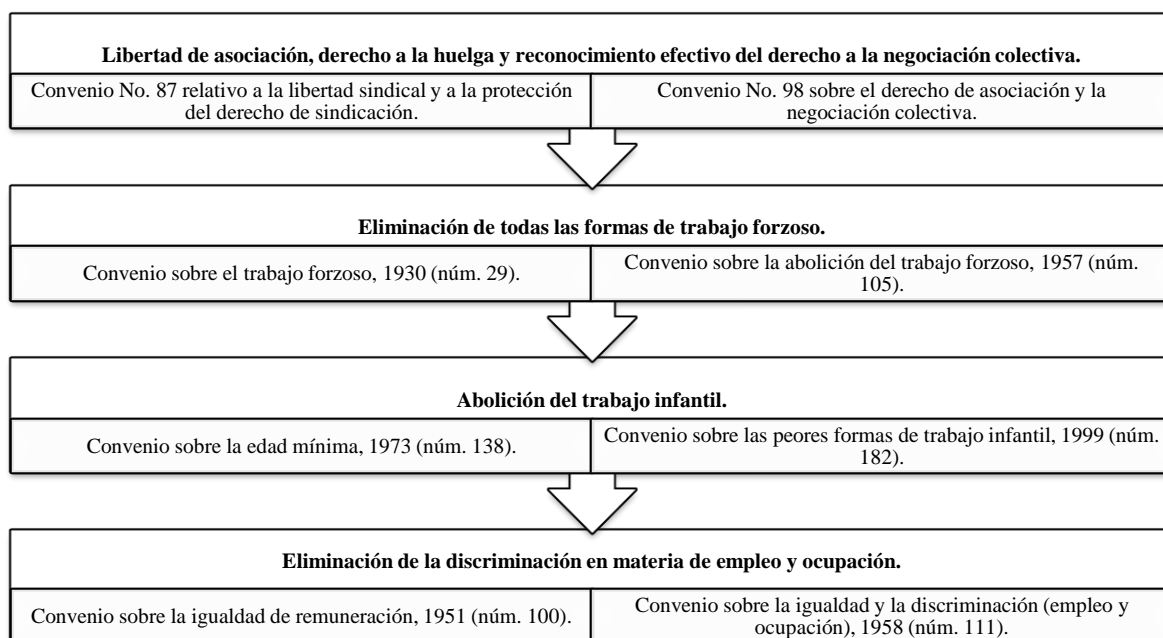 Libertad de asociación, derecho a la huelga y reconocimiento efectivo del derecho a la negociación colectiva.
Convenio No. 87 relativo a la libertad sindical y a la protección
del derecho de sindicación.
Convenio No. 98 sobre el derecho de asociación y la
negociación colectiva.
Eliminación de todas las formas de trabajo forzoso.
Convenio sobre el trabajo forzoso, 1930 (núm. 29).
Convenio sobre la abolición del trabajo forzoso, 1957 (núm.
105).
Abolición del trabajo infantil.
Convenio sobre la edad mínima, 1973 (núm. 138).
Convenio sobre las peores formas de trabajo infantil, 1999 (núm.
182).
Eliminación de la discriminación en materia de empleo y ocupación.
Convenio sobre la igualdad de remuneración, 1951 (núm. 100).
Convenio sobre la igualdad y la discriminación (empleo y
ocupación), 1958 (núm. 111).